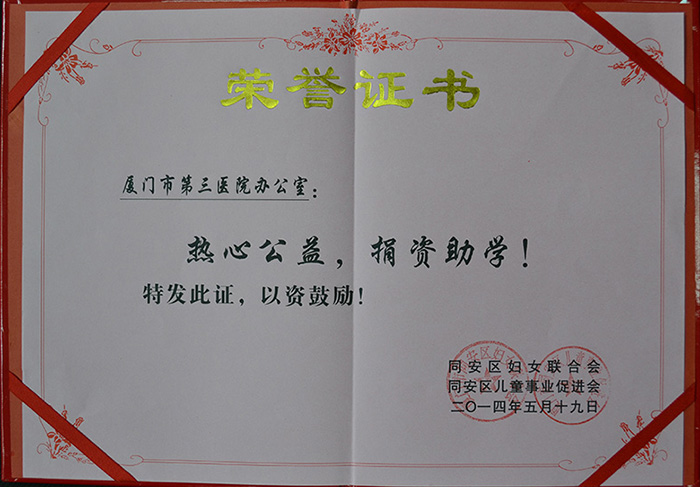 荣誉证书
厦门市第三医院办公室：
热心公益，捐资助学！
特发此证，以资鼓励！
同安区妇女联合会
同安区儿童事业促进会
二〇一四年五月十九日